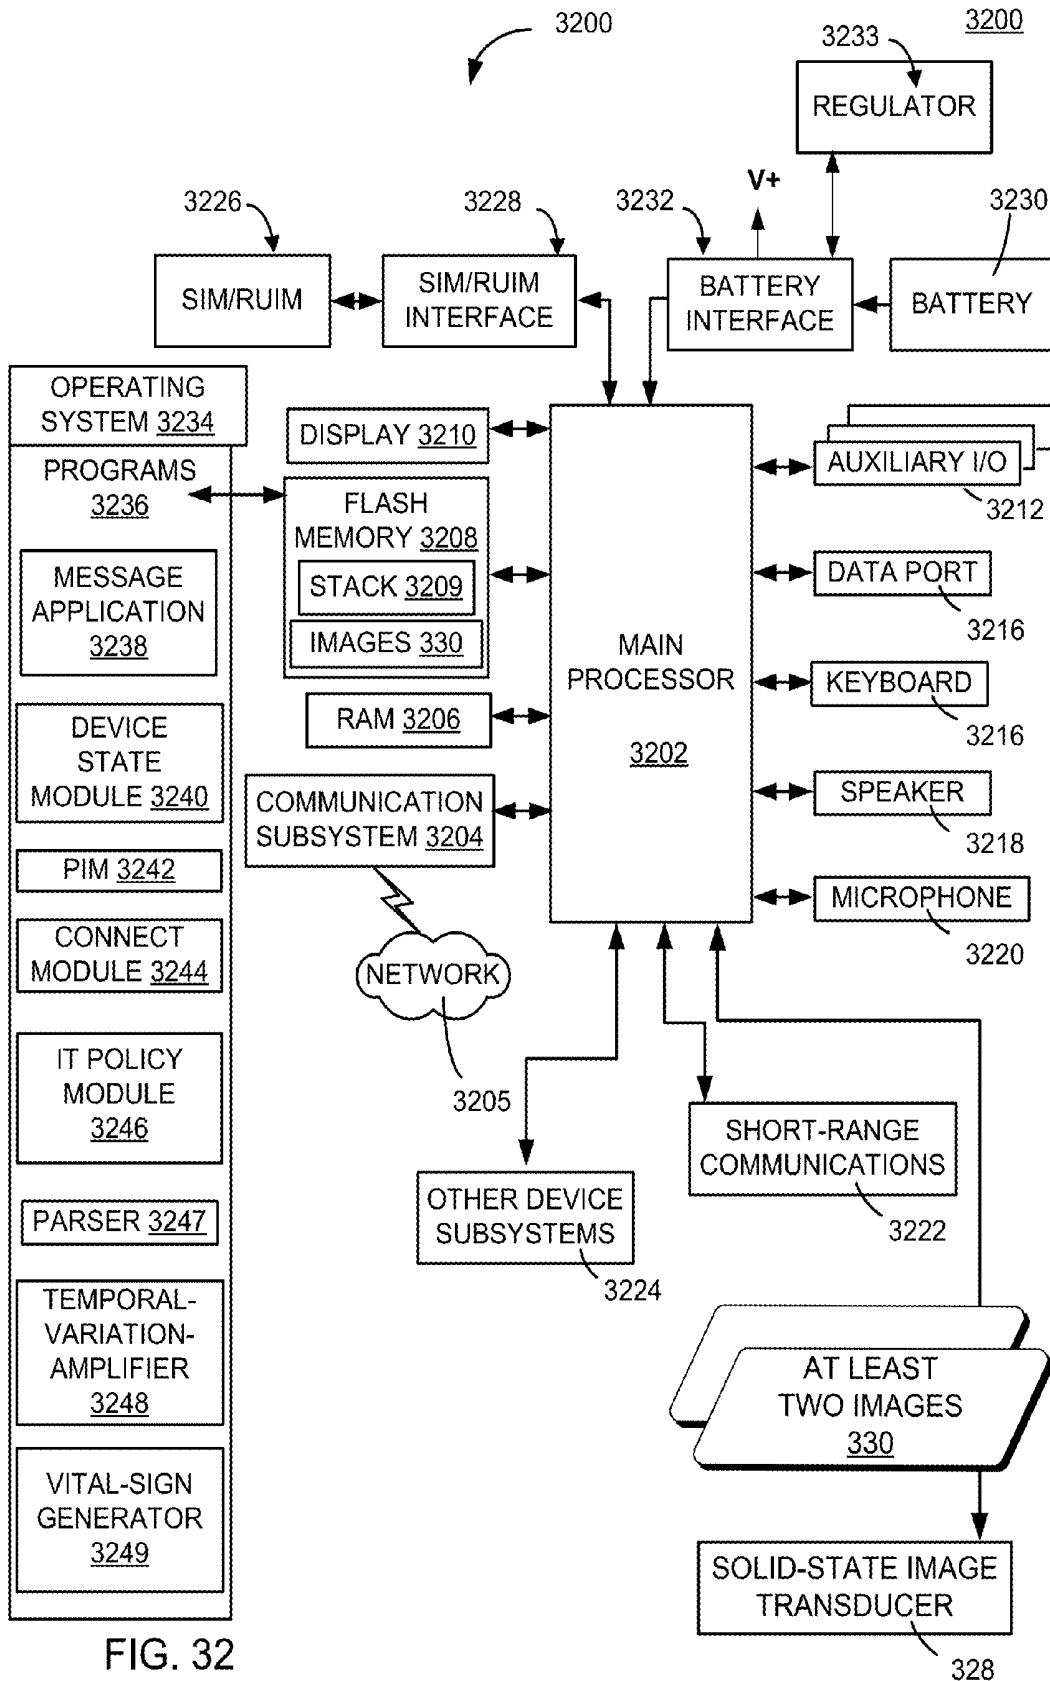 3200
3200
3233
REGULATOR
V+
3226
3228
3232
3230
SIM/RUIM
SIM/RUIM
INTERFACE
BATTERY
INTERFACE
BATTERY
OPERATING
SYSTEM 3234
PROGRAMS
3236
MESSAGE
APPLICATION
3238
DEVICE
STATE
MODULE 3240
PIM 3242
CONNECT
MODULE 3244
IT POLICY
MODULE
3246
PARSER 3247
TEMPORAL-
VARIATION-
AMPLIFIER
3248
VITAL-SIGN
GENERATOR
3249
DISPLAY 3210
FLASH
MEMORY 3208
STACK 3209
IMAGES 330
RAM 3206
COMMUNICATION
SUBSYSTEM 3204
NETWORK
3205
MAIN
PROCESSOR
3202
AUXILIARY I/O
3212
DATA PORT
3216
KEYBOARD
3216
SPEAKER
3218
MICROPHONE
3220
SHORT-RANGE
COMMUNICATIONS
3222
OTHER DEVICE
SUBSYSTEMS
3224
AT LEAST
TWO IMAGES
330
SOLID-STATE IMAGE
TRANSDUCER
328
FIG. 32